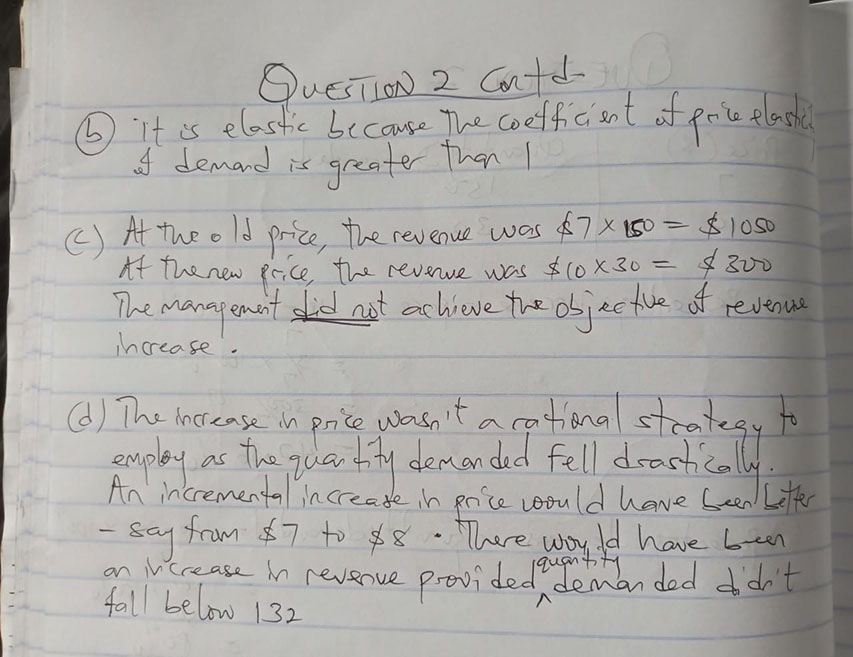 QUESTION 2 Contd-
(b) it is elastic because the coefficient of price elastici
of demand is greater than 1
(c) At the old price, the revenue was $7 x 150 = $1050
At the new price, the revenue was $10 x 30 = $300
The management did not achieve the objective of revenue
increase.
(d) The increase in price wasn't a rational strategy to
employ as the quantity demanded fell drastically.
An incremental increase in price would have been better
- say from $7 to $8. There would have been
an increase in revenue provided quantity demanded didn't
fall below 132